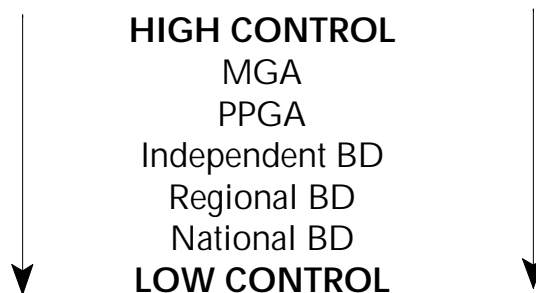 HIGH CONTROL
MGA
PPGA
Independent BD
Regional BD
National BD
LOW CONTROL